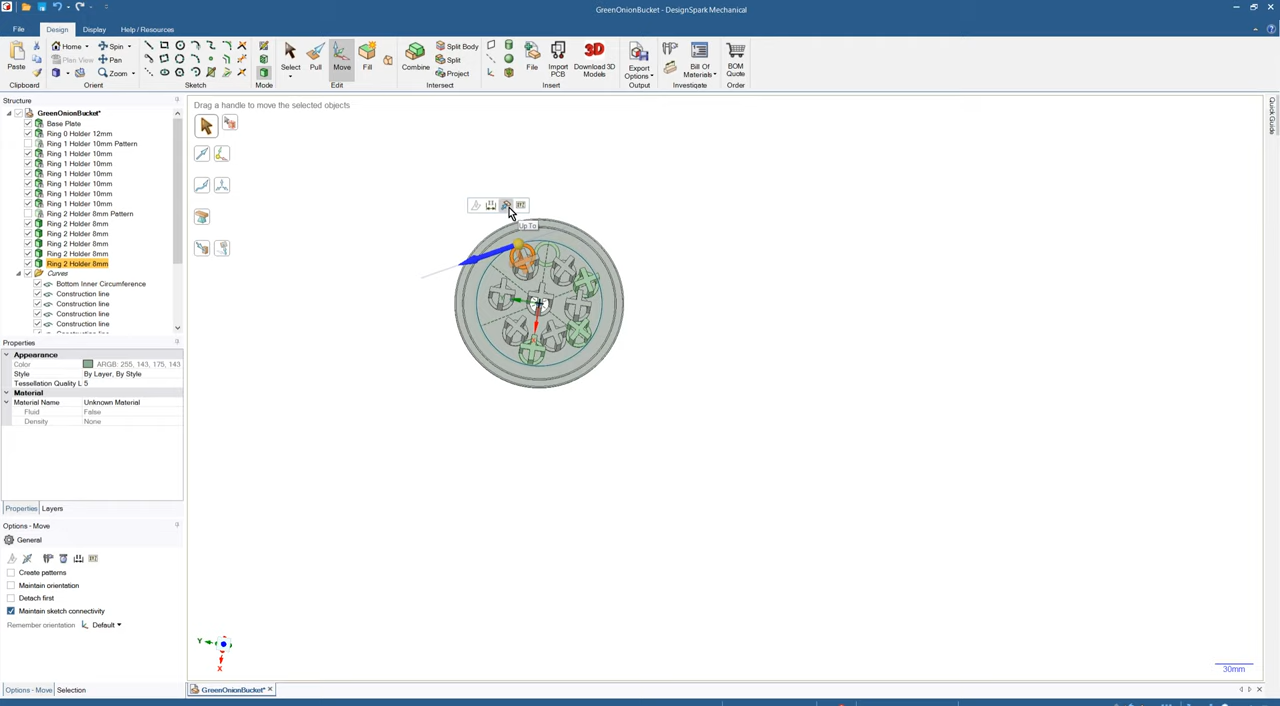 GreenOnionBucket - DesignSpark Mechanical
File
Design
Display
Help / Resources
Paste
Home
Spin
Plan View
Pan
Zoom
Select
Pull
Move
Fill
Combine
Split Body
Split
Project
File
Import PCB
Download 3D Models
Export Options
Bill Of Materials
BOM Quote
Clipboard
Orient
Sketch
Mode
Edit
Intersect
Insert
Output
Investigate
Order
Structure
GreenOnionBucket*
Base Plate
Ring 0 Holder 12mm
Ring 1 Holder 10mm Pattern
Ring 1 Holder 10mm
Ring 1 Holder 10mm
Ring 1 Holder 10mm
Ring 1 Holder 10mm
Ring 1 Holder 10mm
Ring 1 Holder 10mm
Ring 2 Holder 8mm Pattern
Ring 2 Holder 8mm
Ring 2 Holder 8mm
Ring 2 Holder 8mm
Ring 2 Holder 8mm
Ring 2 Holder 8mm
Curves
Bottom Inner Circumference
Construction line
Construction line
Construction line
Construction line
Properties
Appearance
Color ARGB: 255, 143, 175, 143
Style By Layer, By Style
Tessellation Quality L 5
Material
Material Name Unknown Material
Fluid False
Density None
Properties Layers
Options - Move
General
Create patterns
Maintain orientation
Detach first
Maintain sketch connectivity
Remember orientation Default
Options - Move Selection
Drag a handle to move the selected objects
Up To
Y
X
30mm
GreenOnionBucket*
Quick Guide